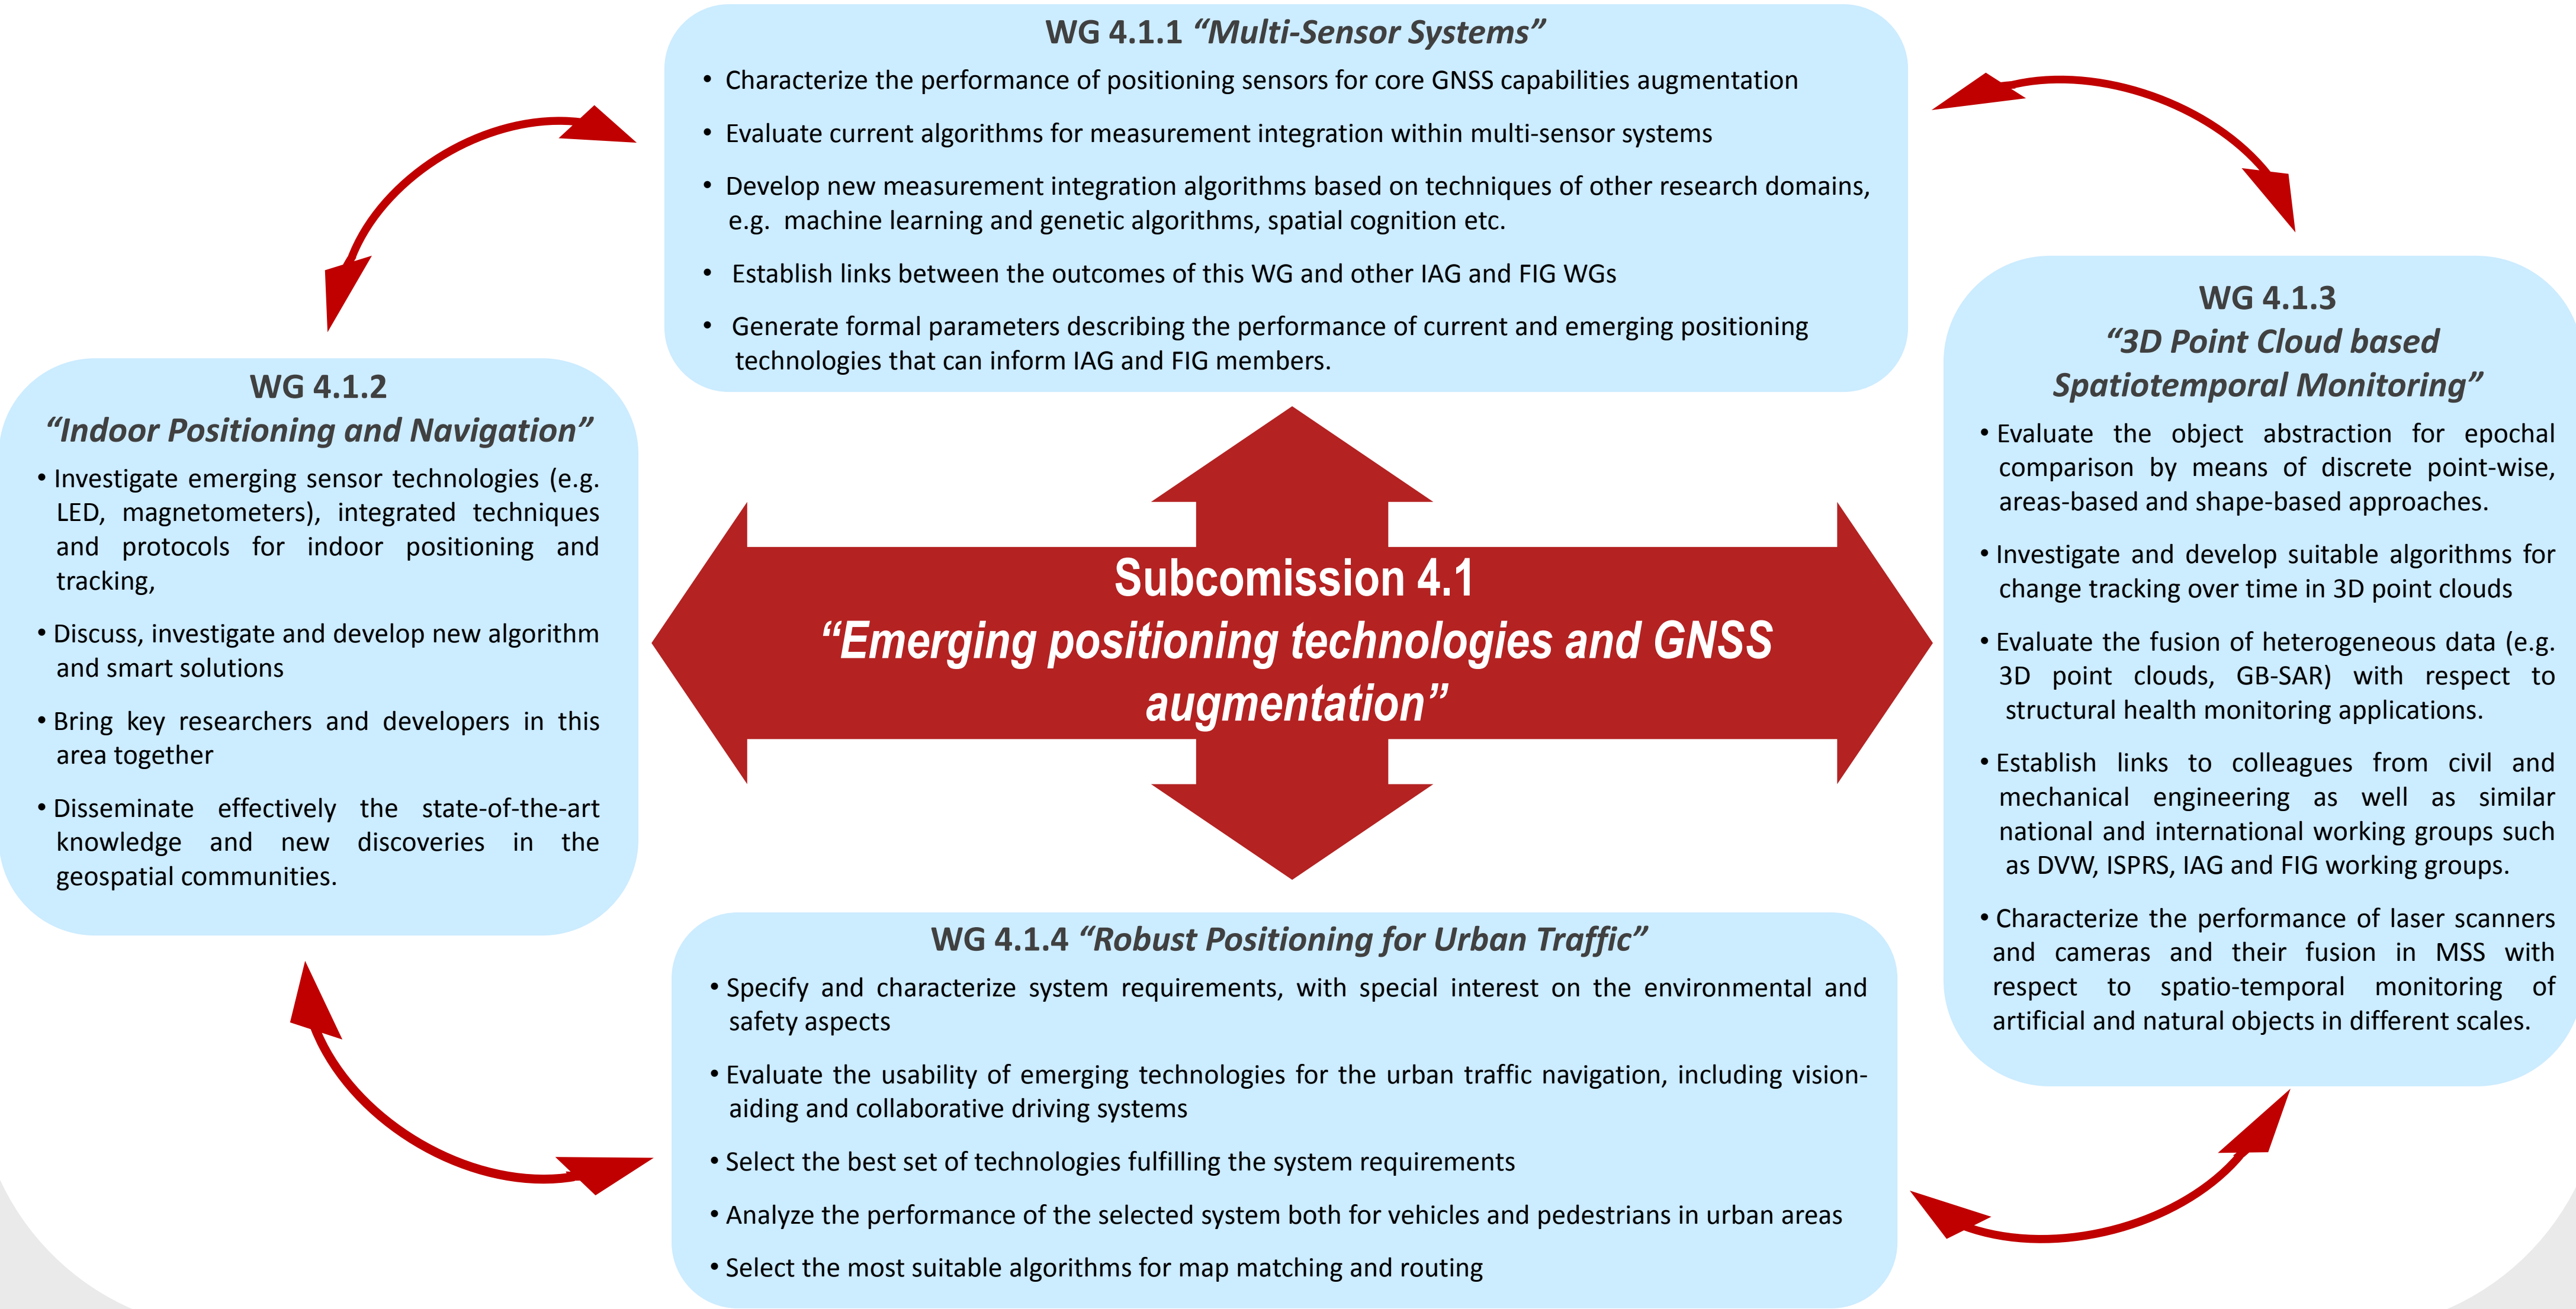 WG 4.1.1 “Multi-Sensor Systems”
• Characterize the performance of positioning sensors for core GNSS capabilities augmentation
• Evaluate current algorithms for measurement integration within multi-sensor systems
• Develop new measurement integration algorithms based on techniques of other research domains,
e.g. machine learning and genetic algorithms, spatial cognition etc.
• Establish links between the outcomes of this WG and other IAG and FIG WGs
• Generate formal parameters describing the performance of current and emerging positioning
technologies that can inform IAG and FIG members.
WG 4.1.2
“Indoor Positioning and Navigation”
• Investigate emerging sensor technologies (e.g.
LED, magnetometers), integrated techniques
and protocols for indoor positioning and
tracking,
• Discuss, investigate and develop new algorithm
and smart solutions
• Bring key researchers and developers in this
area together
• Disseminate effectively the state-of-the-art
knowledge and new discoveries in the
geospatial communities.
Subcomission 4.1
“Emerging positioning technologies and GNSS
augmentation”
WG 4.1.3
“3D Point Cloud based
Spatiotemporal Monitoring”
• Evaluate the object abstraction for epochal
comparison by means of discrete point-wise,
areas-based and shape-based approaches.
• Investigate and develop suitable algorithms for
change tracking over time in 3D point clouds
• Evaluate the fusion of heterogeneous data (e.g.
3D point clouds, GB-SAR) with respect to
structural health monitoring applications.
• Establish links to colleagues from civil and
mechanical engineering as well as similar
national and international working groups such
as DVW, ISPRS, IAG and FIG working groups.
• Characterize the performance of laser scanners
and cameras and their fusion in MSS with
respect to spatio-temporal monitoring of
artificial and natural objects in different scales.
WG 4.1.4 “Robust Positioning for Urban Traffic”
• Specify and characterize system requirements, with special interest on the environmental and
safety aspects
• Evaluate the usability of emerging technologies for the urban traffic navigation, including vision-
aiding and collaborative driving systems
• Select the best set of technologies fulfilling the system requirements
• Analyze the performance of the selected system both for vehicles and pedestrians in urban areas
• Select the most suitable algorithms for map matching and routing